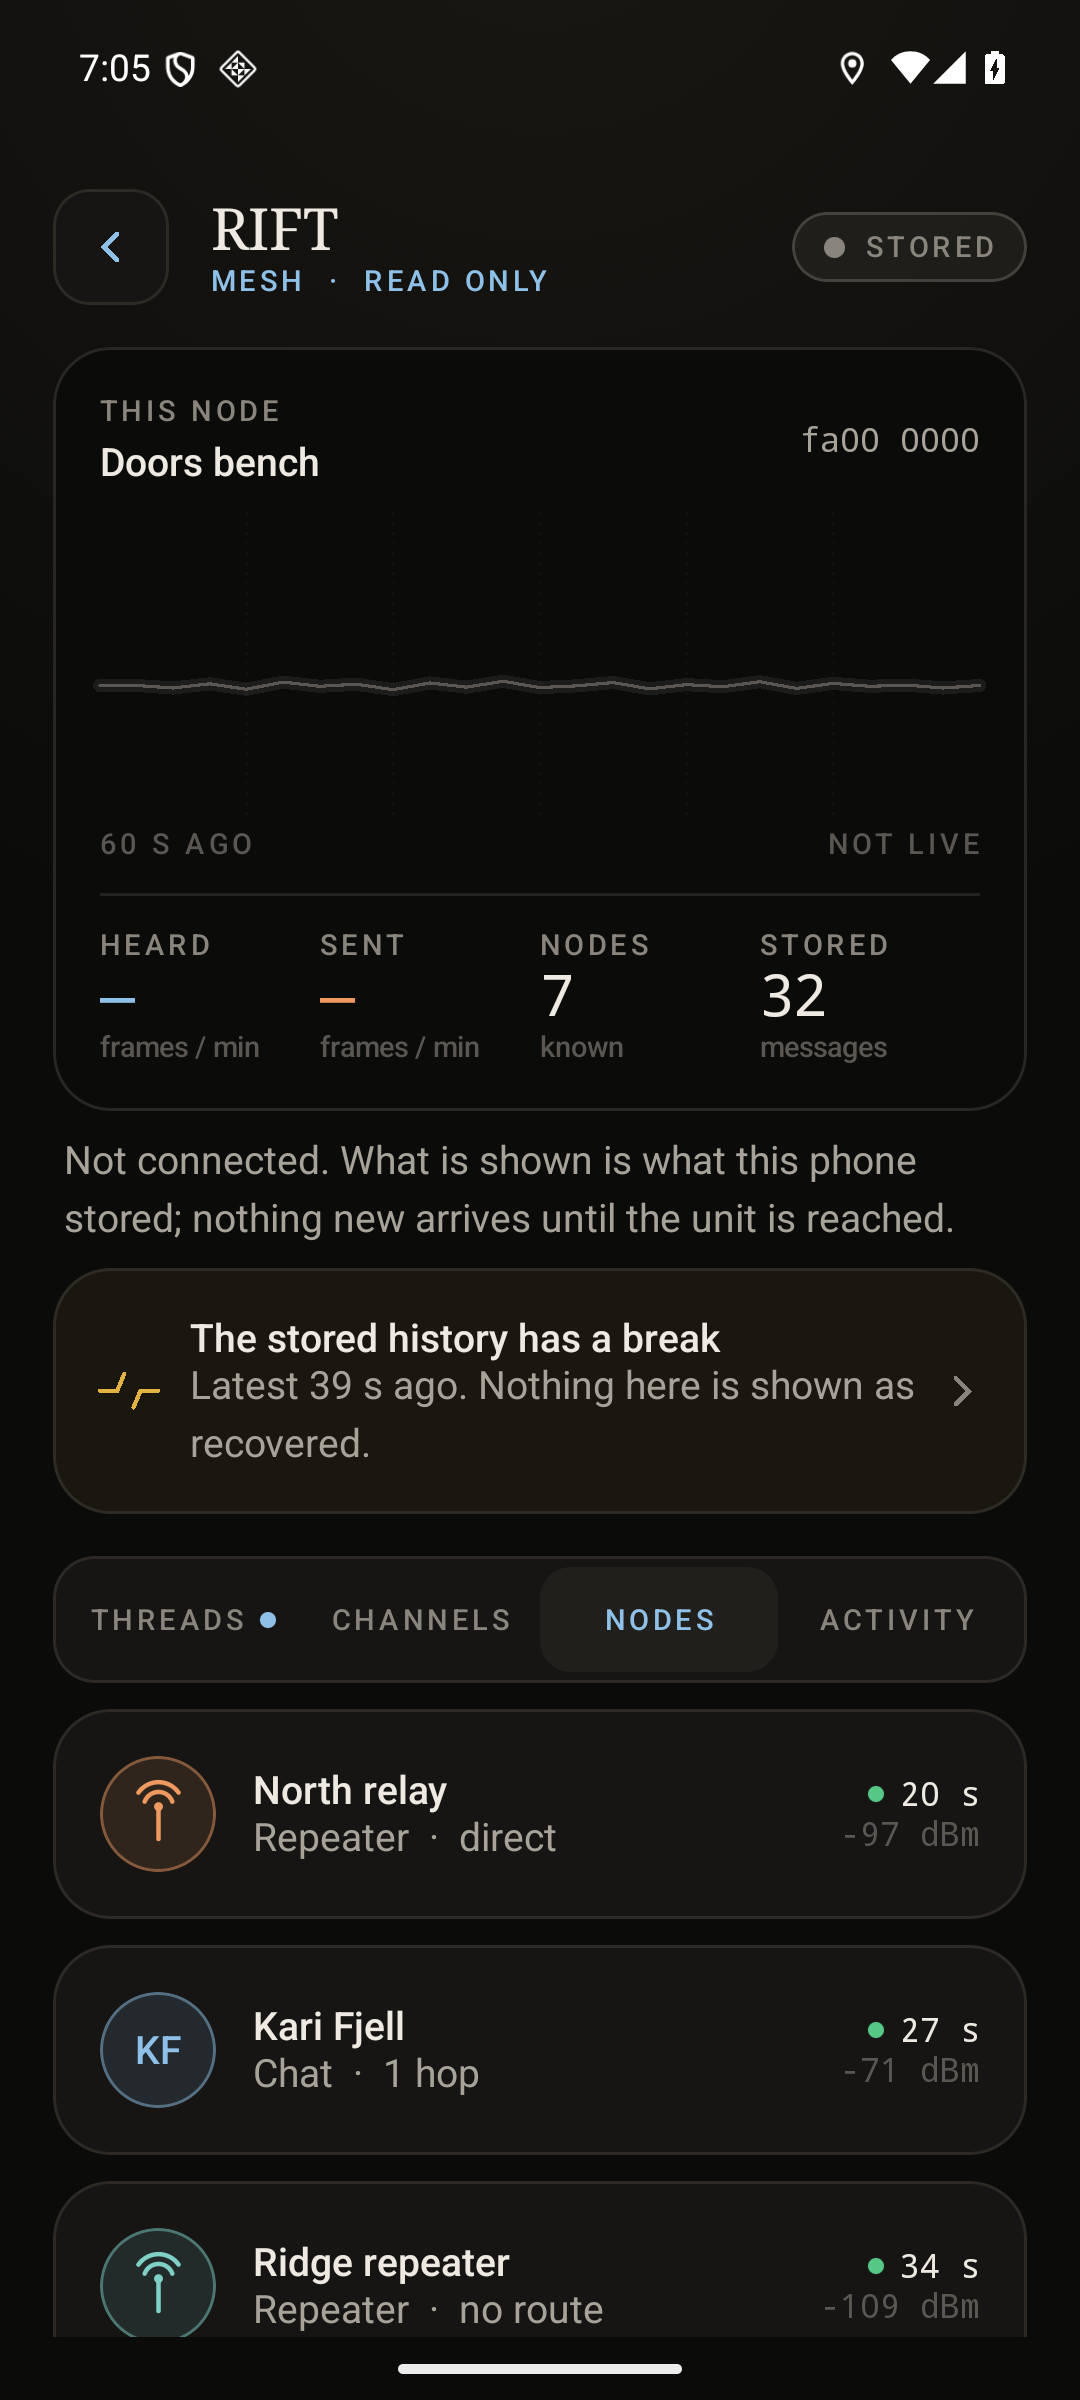 7:05
RIFT
MESH · READ ONLY
STORED
THIS NODE
Doors bench
fa00 0000
60 S AGO
NOT LIVE
HEARD
SENT
NODES
STORED
—
—
7
32
frames / min
frames / min
known
messages
Not connected. What is shown is what this phone
stored; nothing new arrives until the unit is reached.
The stored history has a break
Latest 39 s ago. Nothing here is shown as
recovered.
THREADS
CHANNELS
NODES
ACTIVITY
North relay
Repeater · direct
20 s
-97 dBm
KF
Kari Fjell
Chat · 1 hop
27 s
-71 dBm
Ridge repeater
Repeater · no route
34 s
-109 dBm